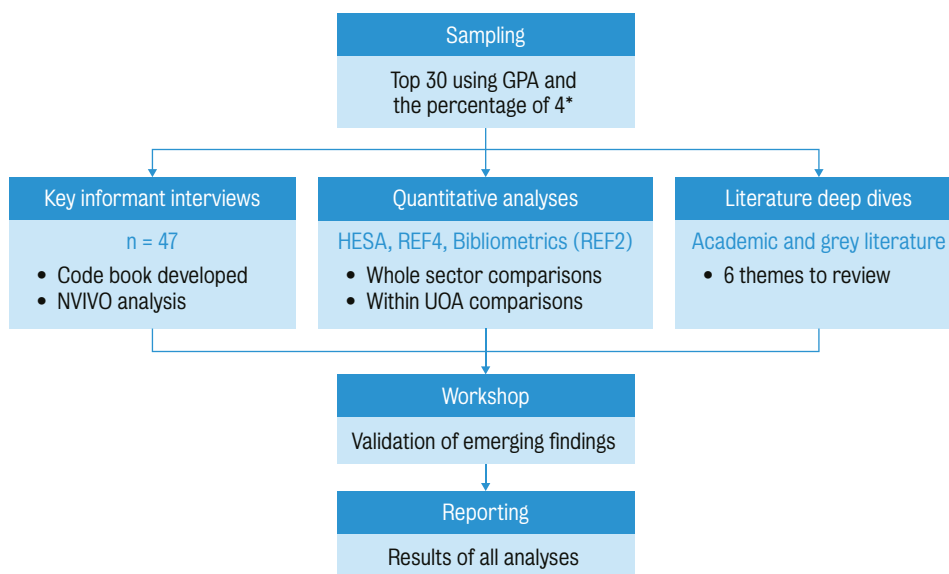 Sampling
Top 30 using GPA and
the percentage of 4*
Key informant interviews
n = 47
• Code book developed
• NVIVO analysis
Quantitative analyses
HESA, REF4, Bibliometrics (REF2)
• Whole sector comparisons
• Within UOA comparisons
Literature deep dives
Academic and grey literature
• 6 themes to review
Workshop
Validation of emerging findings
Reporting
Results of all analyses